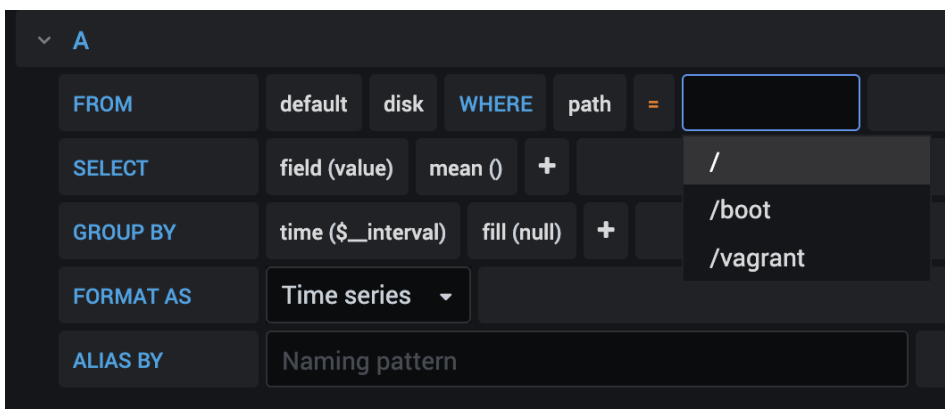 A
FROM default disk WHERE path =
/
SELECT field (value) mean () +
/boot
GROUP BY time ($__interval) fill (null) +
/vagrant
FORMAT AS Time series
ALIAS BY Naming pattern